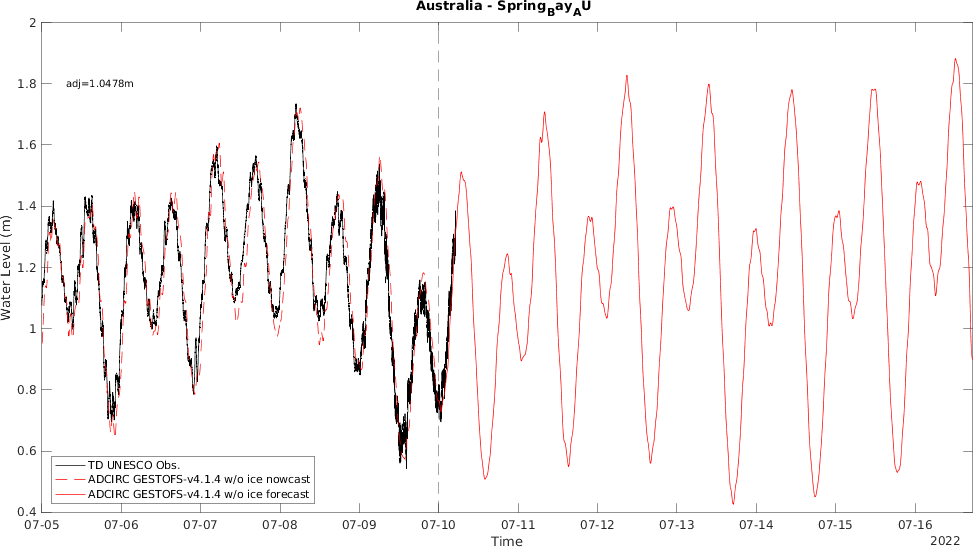 Australia - SpringBayAU
2
1.8
1.6
1.4
1.2
1
0.8
0.6
0.4
Water Level (m)
adj=1.0478m
TD UNESCO Obs.
ADCIRC GESTOFS-v4.1.4 w/o ice nowcast
ADCIRC GESTOFS-v4.1.4 w/o ice forecast
07-05 07-06 07-07 07-08 07-09 07-10 07-11 07-12 07-13 07-14 07-15 07-16
Time
2022